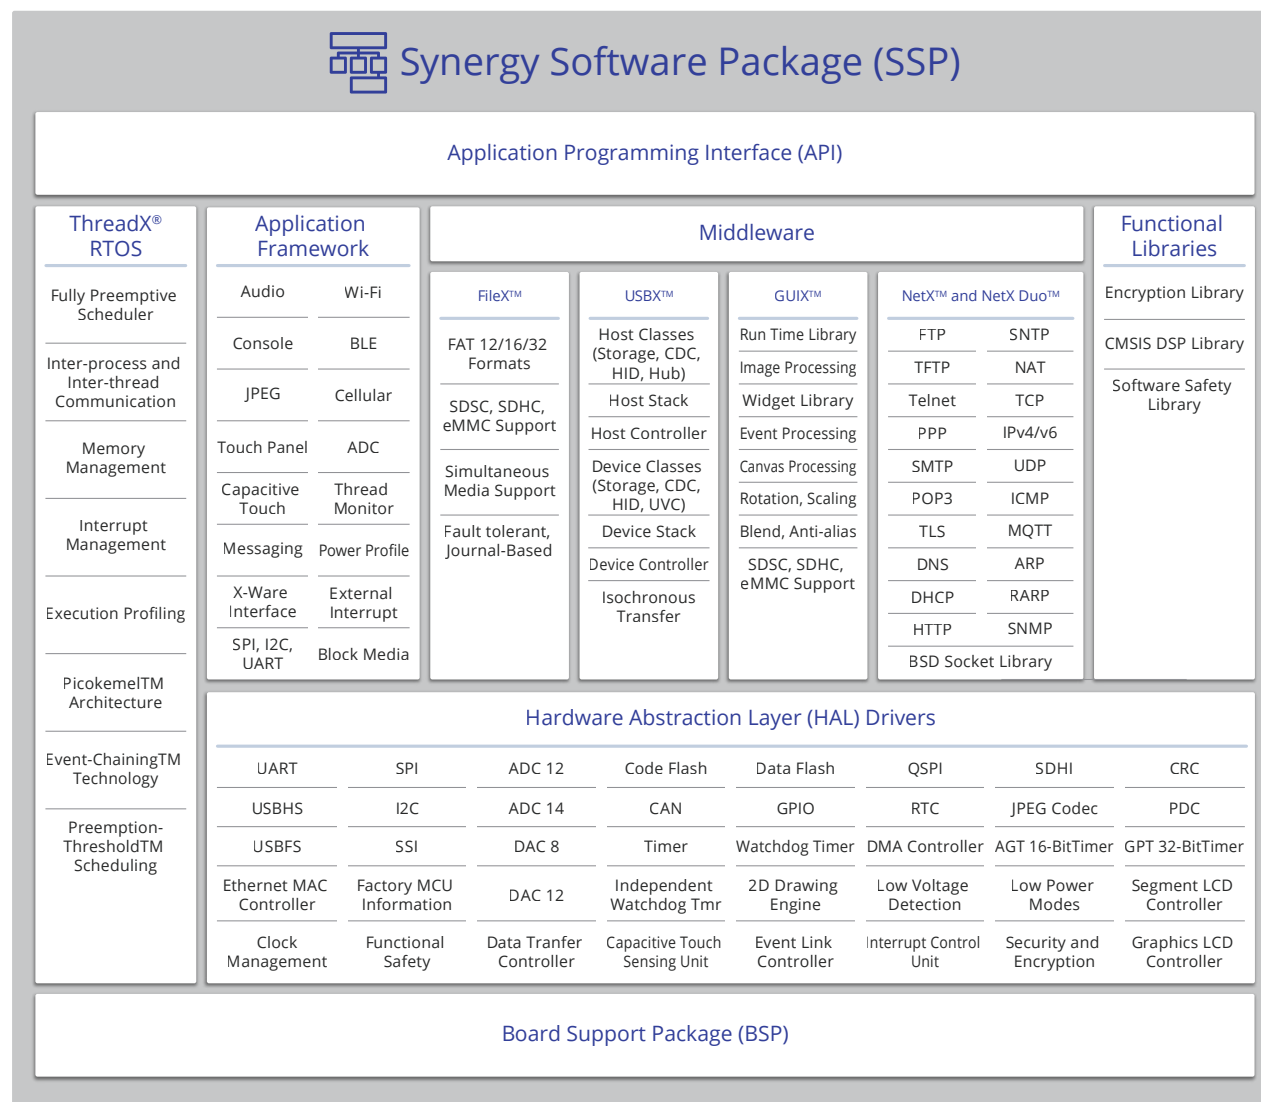 Synergy Software Package (SSP)
Application Programming Interface (API)
ThreadX®
RTOS
Fully Preemptive
Scheduler
Inter-process and
Inter-thread
Communication
Memory
Management
Interrupt
Management
Execution Profiling
PicokemelTM
Architecture
Event-ChainingTM
Technology
Preemption-
ThresholdTM
Scheduling
Application
Framework
Audio
Wi-Fi
Console
BLE
JPEG
Cellular
Touch Panel
ADC
Capacitive
Touch
Thread
Monitor
Messaging
Power Profile
X-Ware
Interface
External
Interrupt
SPI, I2C,
UART
Block Media
Middleware
FileX™
FAT 12/16/32
Formats
SDSC, SDHC,
eMMC Support
Simultaneous
Media Support
Fault tolerant,
Journal-Based
USBX™
Host Classes
(Storage, CDC,
HID, Hub)
Host Stack
Host Controller
Device Classes
(Storage, CDC,
HID, UVC)
Device Stack
Device Controller
Isochronous
Transfer
GUIX™
Run Time Library
Image Processing
Widget Library
Event Processing
Canvas Processing
Rotation, Scaling
Blend, Anti-alias
SDSC, SDHC,
eMMC Support
NetX™ and NetX Duo™
FTP
SNTP
TFTP
NAT
Telnet
TCP
PPP
IPv4/v6
SMTP
UDP
POP3
ICMP
TLS
MQTT
DNS
ARP
DHCP
RARP
HTTP
SNMP
BSD Socket Library
Functional
Libraries
Encryption Library
CMSIS DSP Library
Software Safety
Library
Hardware Abstraction Layer (HAL) Drivers
UART
SPI
ADC 12
Code Flash
Data Flash
QSPI
SDHI
CRC
USBHS
I2C
ADC 14
CAN
GPIO
RTC
JPEG Codec
PDC
USBFS
SSI
DAC 8
Timer
Watchdog Timer
DMA Controller
AGT 16-BitTimer
GPT 32-BitTimer
Ethernet MAC
Controller
Factory MCU
Information
DAC 12
Independent
Watchdog Tmr
2D Drawing
Engine
Low Voltage
Detection
Low Power
Modes
Segment LCD
Controller
Clock
Management
Functional
Safety
Data Tranfer
Controller
Capacitive Touch
Sensing Unit
Event Link
Controller
Interrupt Control
Unit
Security and
Encryption
Graphics LCD
Controller
Board Support Package (BSP)